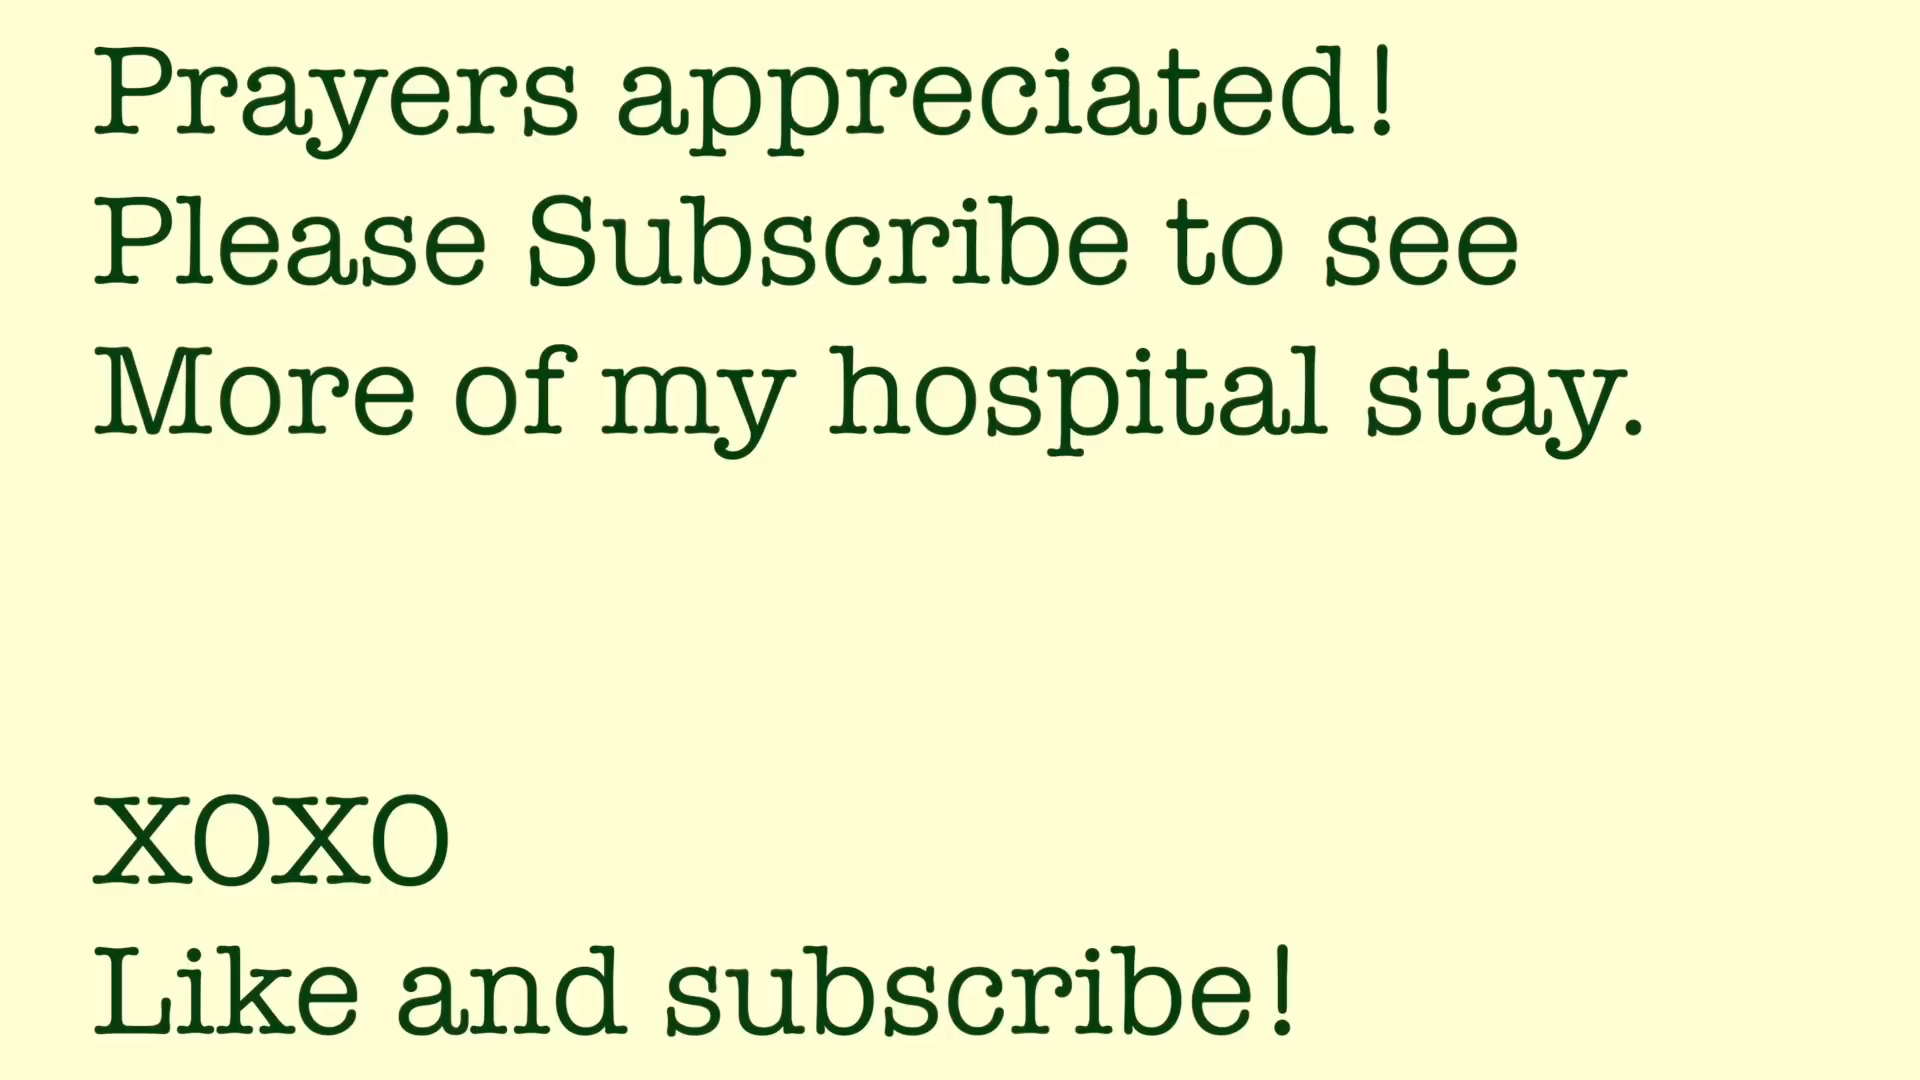 Prayers appreciated!
Please Subscribe to see
More of my hospital stay.
XOXO
Like and subscribe!